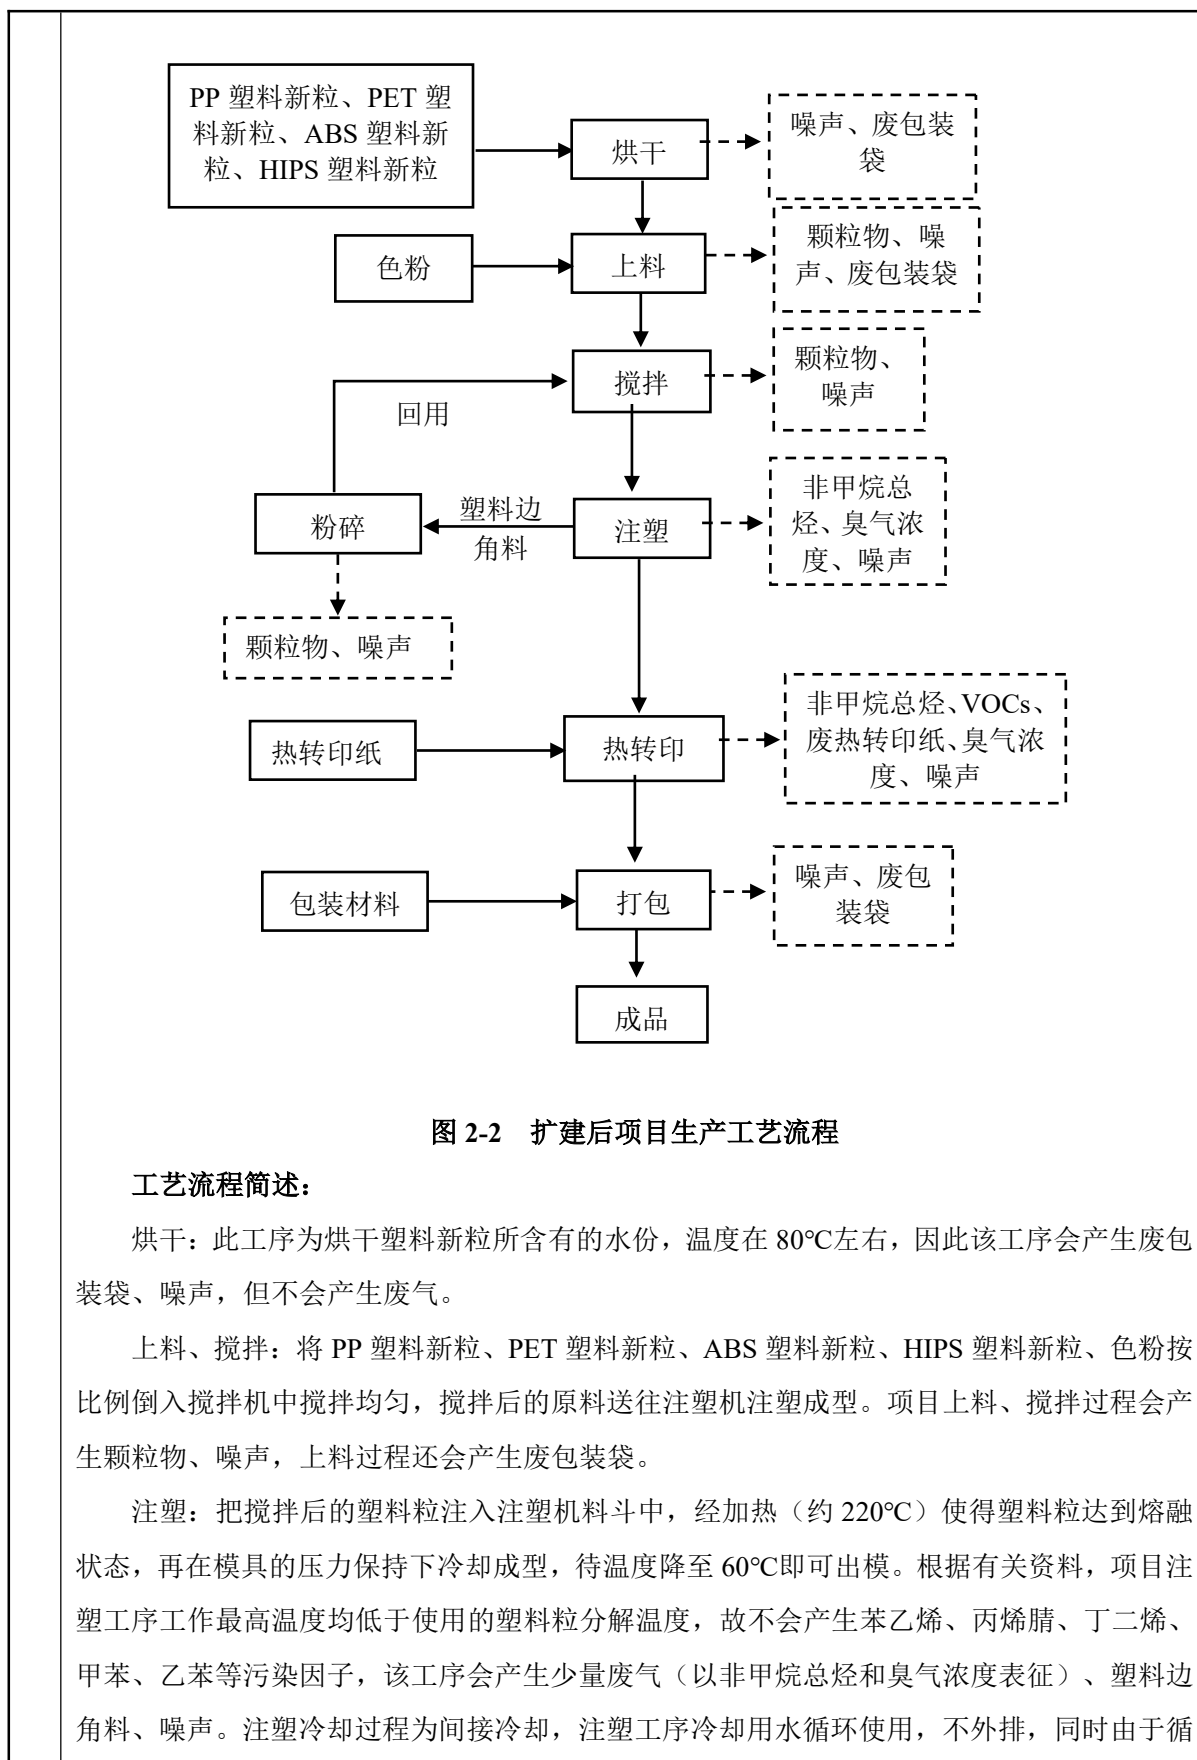 PP 塑料新粒、PET 塑
料新粒、ABS 塑料新
粒、HIPS 塑料新粒
烘干
噪声、废包装
袋
色粉
上料
颗粒物、噪
声、废包装袋
搅拌
颗粒物、
噪声
回用
粉碎
塑料边
角料
注塑
非甲烷总
烃、臭气浓
度、噪声
颗粒物、噪声
热转印纸
热转印
非甲烷总烃、VOCs、
废热转印纸、臭气浓
度、噪声
包装材料
打包
噪声、废包
装袋
成品
图 2-2 扩建后项目生产工艺流程
工艺流程简述：
烘干：此工序为烘干塑料新粒所含有的水份，温度在 80℃左右，因此该工序会产生废包
装袋、噪声，但不会产生废气。
上料、搅拌：将 PP 塑料新粒、PET 塑料新粒、ABS 塑料新粒、HIPS 塑料新粒、色粉按
比例倒入搅拌机中搅拌均匀，搅拌后的原料送往注塑机注塑成型。项目上料、搅拌过程会产
生颗粒物、噪声，上料过程还会产生废包装袋。
注塑：把搅拌后的塑料粒注入注塑机料斗中，经加热（约 220℃）使得塑料粒达到熔融
状态，再在模具的压力保持下冷却成型，待温度降至 60℃即可出模。根据有关资料，项目注
塑工序工作最高温度均低于使用的塑料粒分解温度，故不会产生苯乙烯、丙烯腈、丁二烯、
甲苯、乙苯等污染因子，该工序会产生少量废气（以非甲烷总烃和臭气浓度表征）、塑料边
角料、噪声。注塑冷却过程为间接冷却，注塑工序冷却用水循环使用，不外排，同时由于循